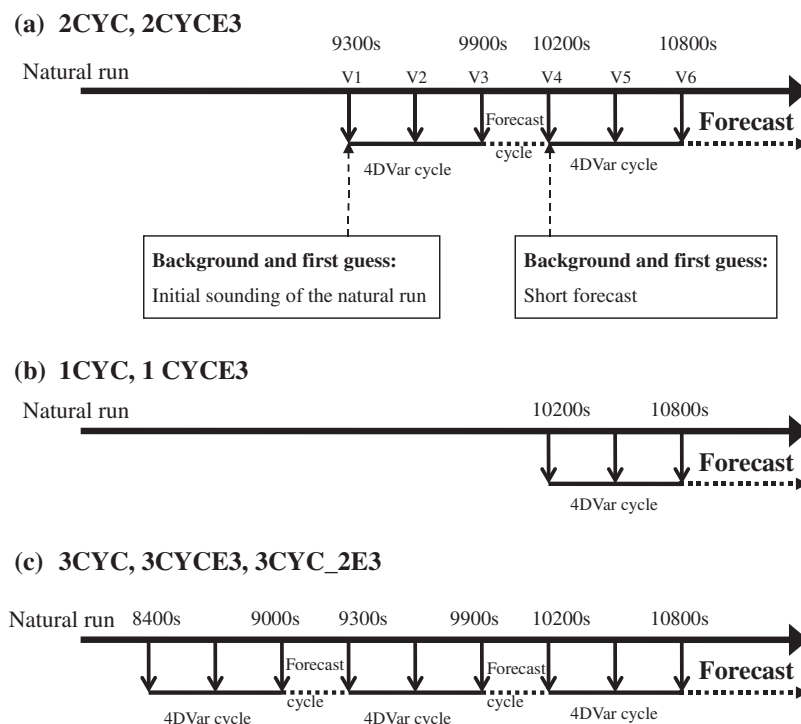 (a) 2CYC, 2CYCE3
9300s 9900s 10200s 10800s
Natural run
V1 V2 V3 V4 V5 V6
Forecast
cycle
Forecast
4DVar cycle
4DVar cycle
Background and first guess:
Initial sounding of the natural run
Background and first guess:
Short forecast
(b) 1CYC, 1 CYCE3
Natural run
10200s 10800s
Forecast
4DVar cycle
(c) 3CYC, 3CYCE3, 3CYC_2E3
Natural run
8400s 9000s 9300s 9900s 10200s 10800s
Forecast
cycle
Forecast
cycle
Forecast
4DVar cycle
4DVar cycle
4DVar cycle